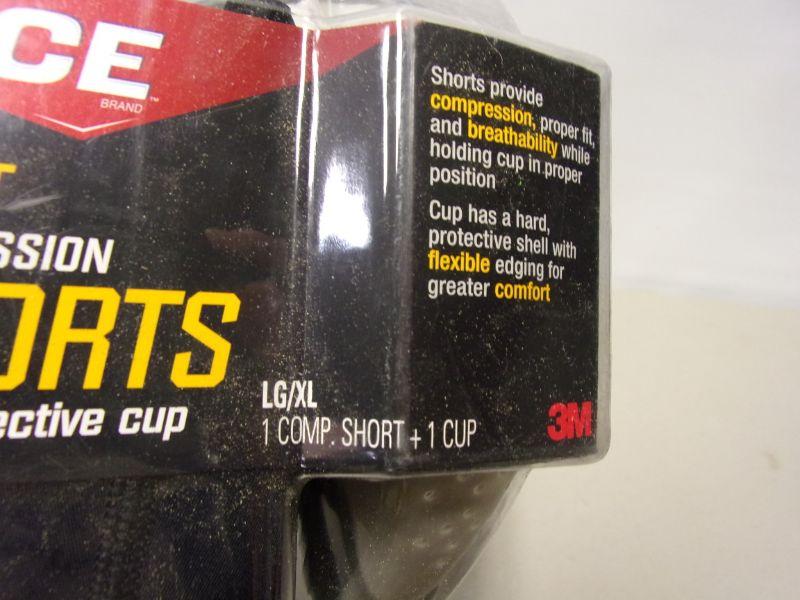 CE
BRAND™
T
SSION
ORTS
ective cup
LG/XL
1 COMP. SHORT + 1 CUP
Shorts provide
compression, proper fit,
and breathability while
holding cup in proper
position
Cup has a hard,
protective shell with
flexible edging for
greater comfort
3M